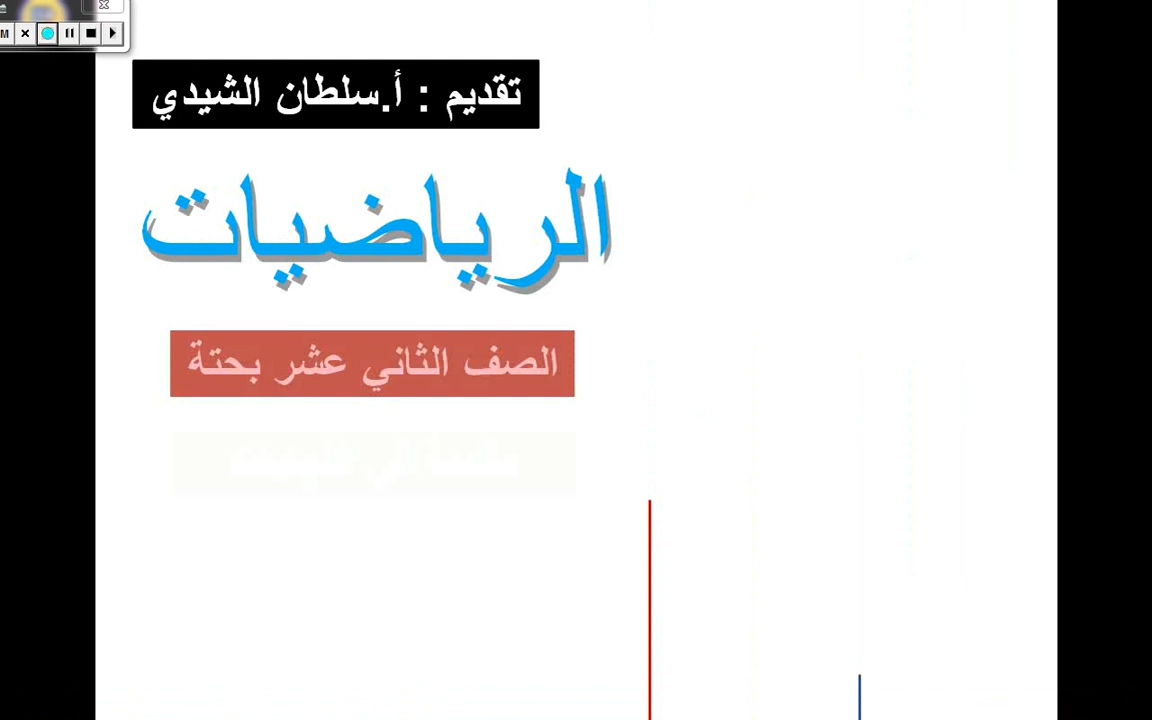 تقديم : أ.سلطان الشيدي
الرياضيات
الصف الثاني عشر بحتة